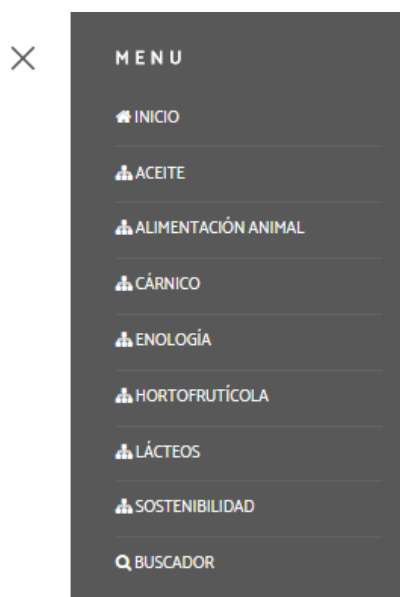 MENU
INICIO
ACEITE
ALIMENTACIÓN ANIMAL
CÁRNICO
ENOLOGÍA
HORTOFRUTÍCOLA
LÁCTEOS
SOSTENIBILIDAD
BUSCADOR